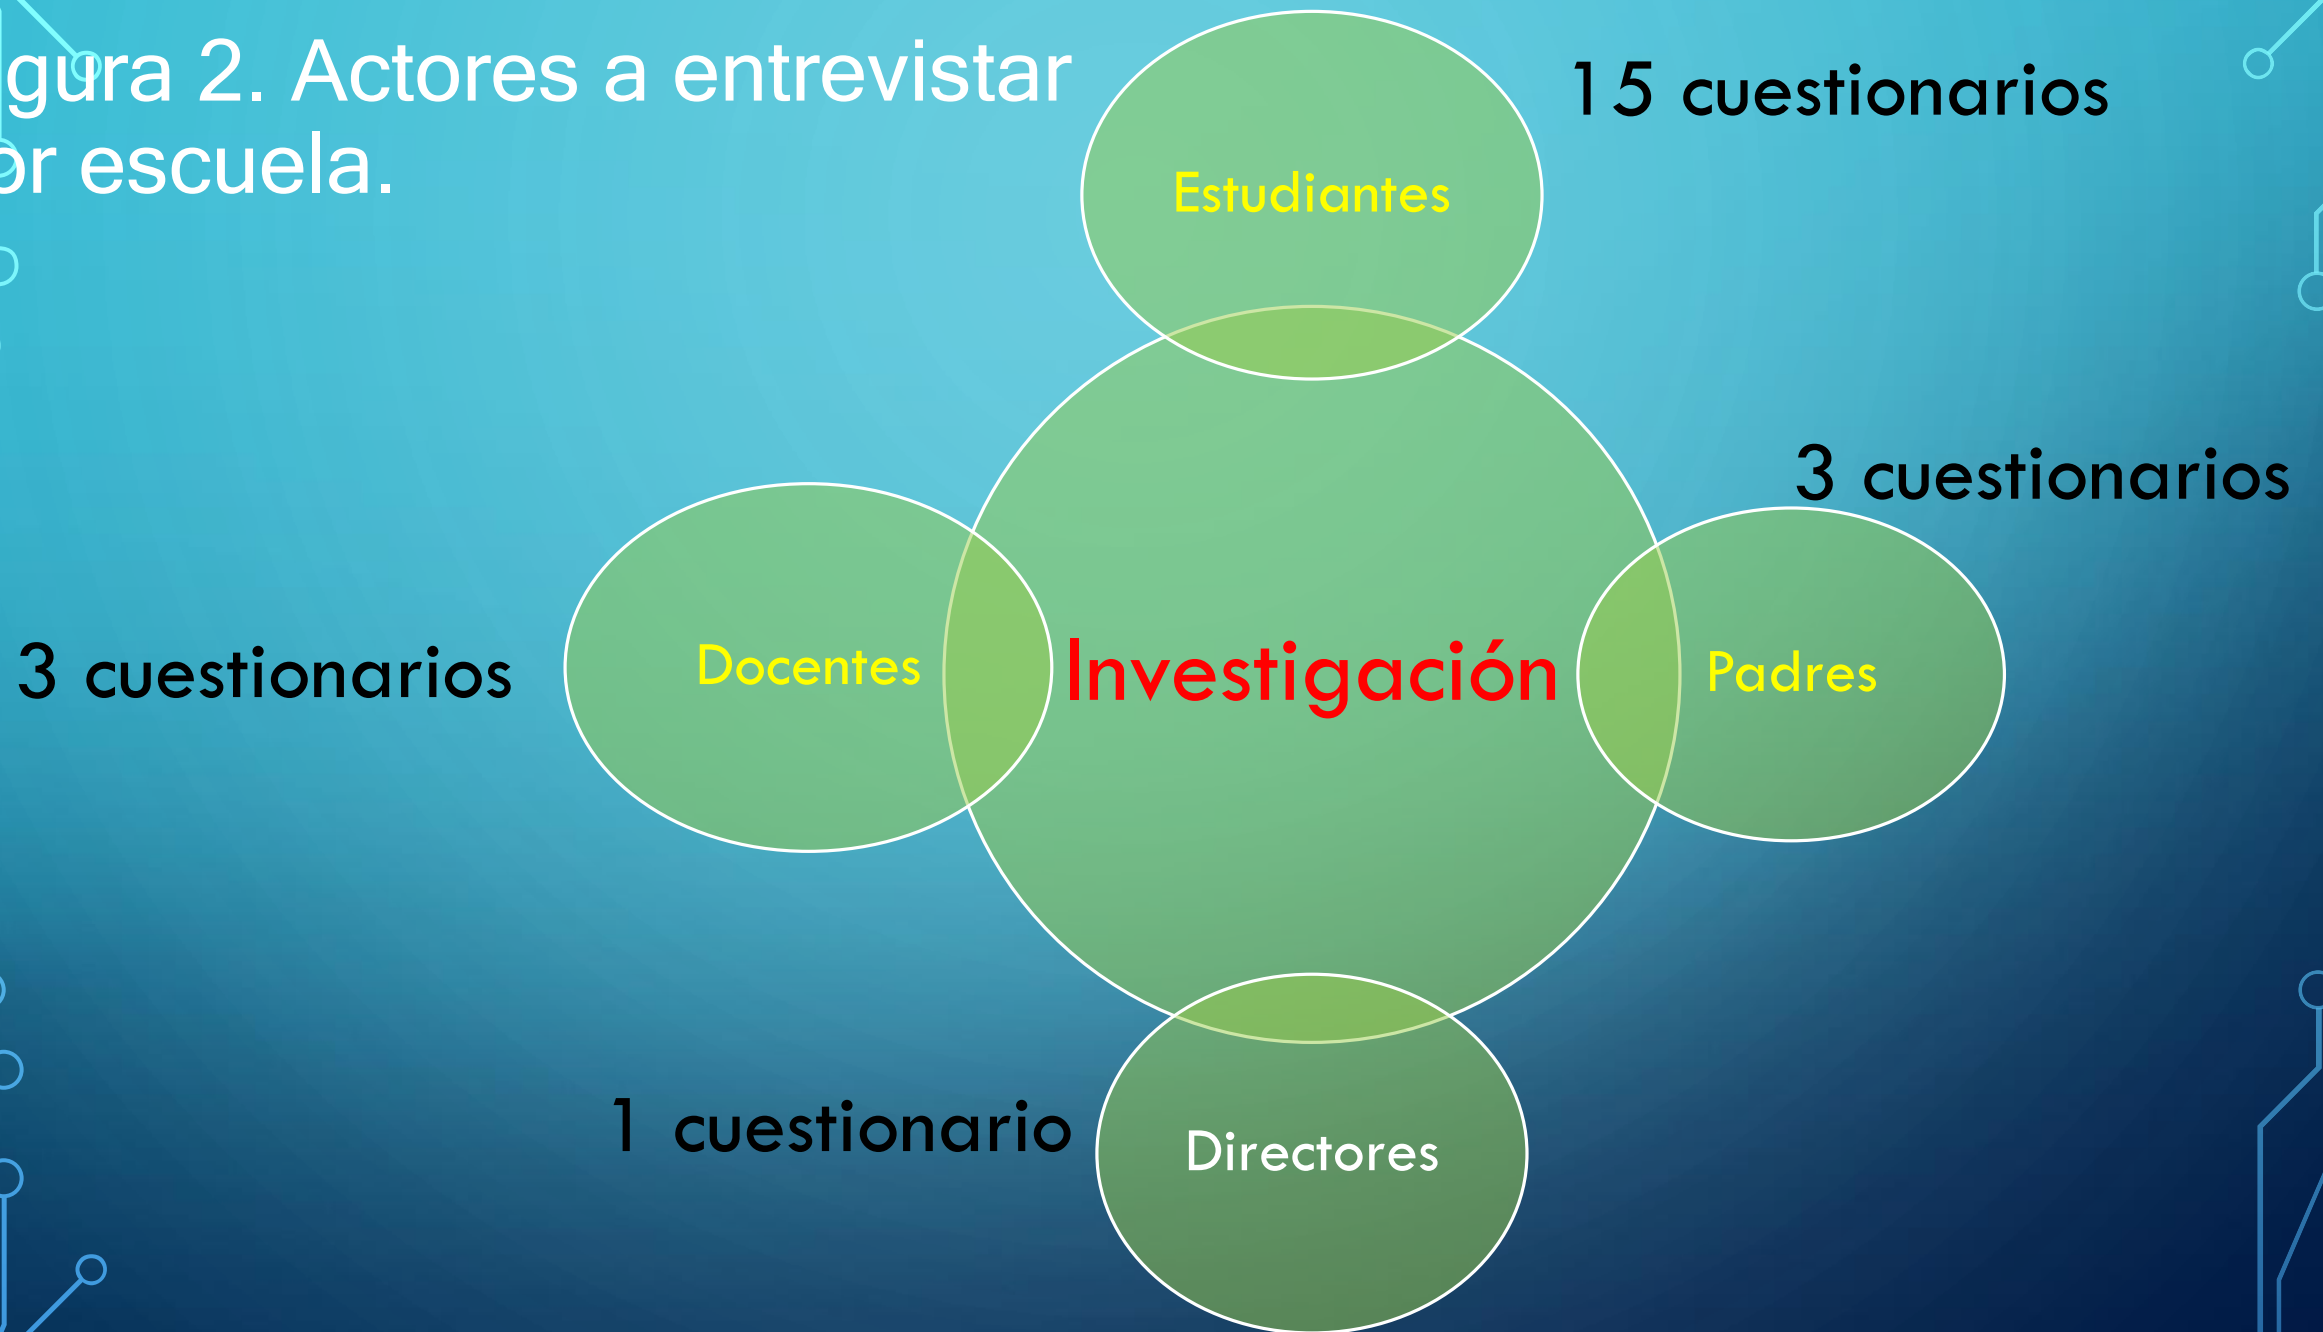 gura 2. Actores a entrevistar
or escuela.
15 cuestionarios
Estudiantes
3 cuestionarios
3 cuestionarios
Docentes
Investigación
Padres
1 cuestionario
Directores